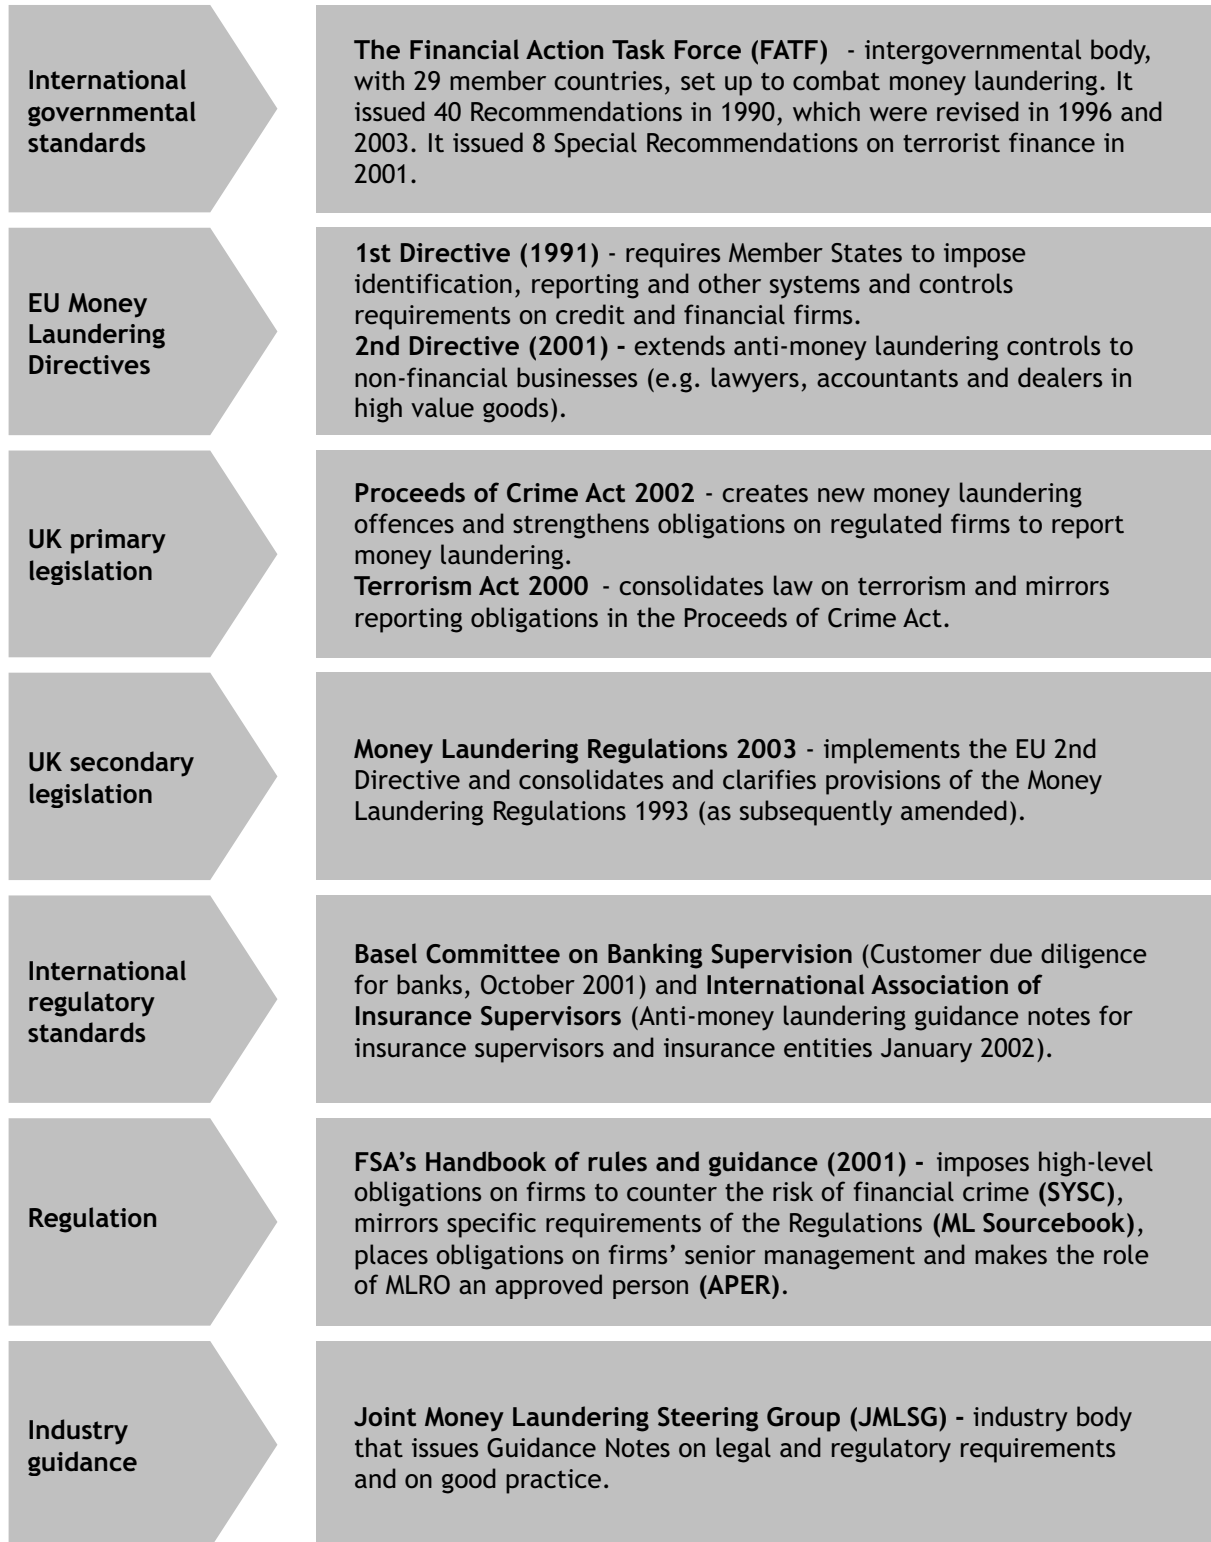 International
governmental
standards
The Financial Action Task Force (FATF)  - intergovernmental body,
with 29 member countries, set up to combat money laundering. It
issued 40 Recommendations in 1990, which were revised in 1996 and
2003. It issued 8 Special Recommendations on terrorist finance in
2001.
EU Money
Laundering
Directives
1st Directive (1991) - requires Member States to impose
identification, reporting and other systems and controls
requirements on credit and financial firms.
2nd Directive (2001) - extends anti-money laundering controls to
non-financial businesses (e.g. lawyers, accountants and dealers in
high value goods).
UK primary
legislation
Proceeds of Crime Act 2002 - creates new money laundering
offences and strengthens obligations on regulated firms to report
money laundering.
Terrorism Act 2000  - consolidates law on terrorism and mirrors
reporting obligations in the Proceeds of Crime Act.
UK secondary
legislation
Money Laundering Regulations 2003 - implements the EU 2nd
Directive and consolidates and clarifies provisions of the Money
Laundering Regulations 1993 (as subsequently amended).
International
regulatory
standards
Basel Committee on Banking Supervision (Customer due diligence
for banks, October 2001) and International Association of
Insurance Supervisors (Anti-money laundering guidance notes for
insurance supervisors and insurance entities January 2002).
Regulation
FSA’s Handbook of rules and guidance (2001) - imposes high-level
obligations on firms to counter the risk of financial crime (SYSC),
mirrors specific requirements of the Regulations (ML Sourcebook),
places obligations on firms’ senior management and makes the role
of MLRO an approved person (APER).
Industry
guidance
Joint Money Laundering Steering Group (JMLSG) - industry body
that issues Guidance Notes on legal and regulatory requirements
and on good practice.